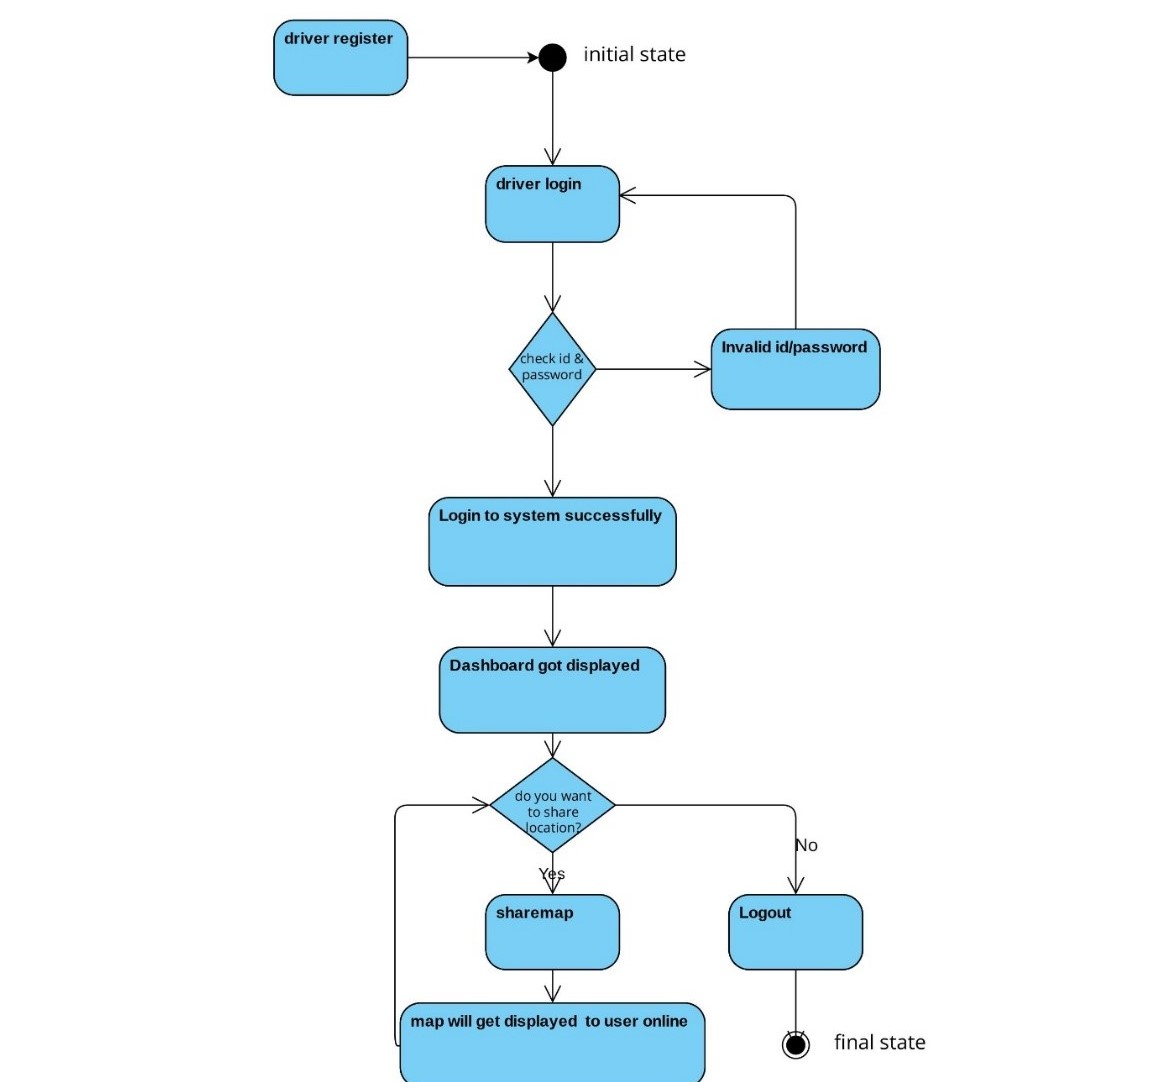 driver register
initial state
driver login
Invalid id/password
check id &
password
Login to system successfully
Dashboard got displayed
do you want
to share
location?
No
Yes
sharemap
Logout
map will get displayed  to user online
final state